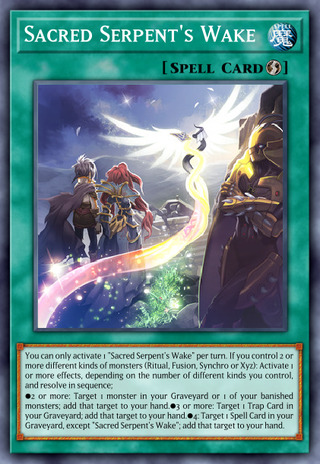 Sacred Serpent's Wake
魔
[Spell Card]
You can only activate 1 "Sacred Serpent's Wake" per turn. If you control 2 or
more different kinds of monsters (Ritual, Fusion, Synchro or Xyz): Activate 1
or more effects, depending on the number of different kinds you control,
and resolve in sequence;
●2 or more: Target 1 monster in your Graveyard or 1 of your banished
monsters; add that target to your hand.●3 or more: Target 1 Trap Card in
your Graveyard; add that target to your hand.●4: Target 1 Spell Card in your
Graveyard, except "Sacred Serpent's Wake"; add that target to your hand.